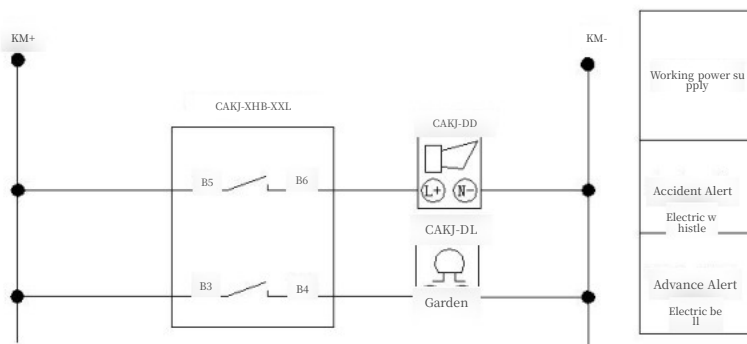 KM+
KM-
CAKJ-XHB-XXL
CAKJ-DD
B5
B6
L+
N-
CAKJ-DL
B3
B4
Garden
Working power su
pply
Accident Alert
Electric w
histle
Advance Alert
Electric be
ll